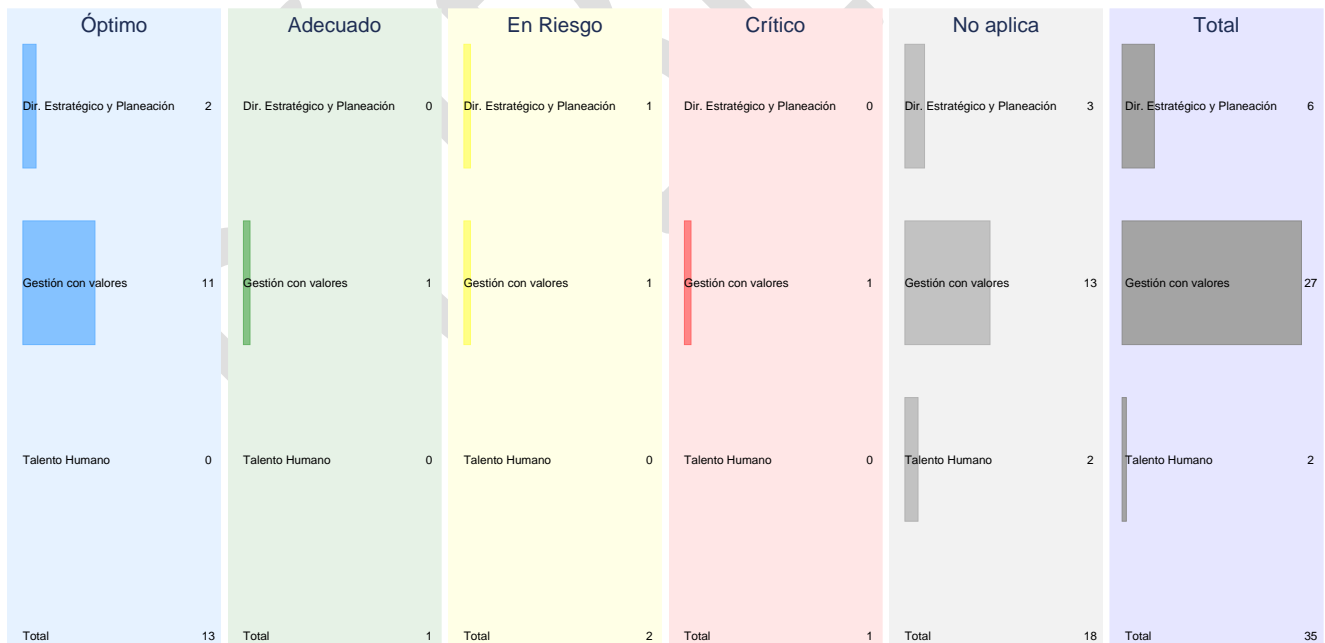 Óptimo Adecuado En Riesgo Crítico No aplica Total
Dir. Estratégico y Planeación 2 Dir. Estratégico y Planeación 0 Dir. Estratégico y Planeación 1 Dir. Estratégico y Planeación 0 Dir. Estratégico y Planeación 3 Dir. Estratégico y Planeación 6
Gestión con valores 11 Gestión con valores 1 Gestión con valores 1 Gestión con valores 1 Gestión con valores 13 Gestión con valores 27
Talento Humano 0 Talento Humano 0 Talento Humano 0 Talento Humano 0 Talento Humano 2 Talento Humano 2
Total 13 Total 1 Total 2 Total 1 Total 18 Total 35